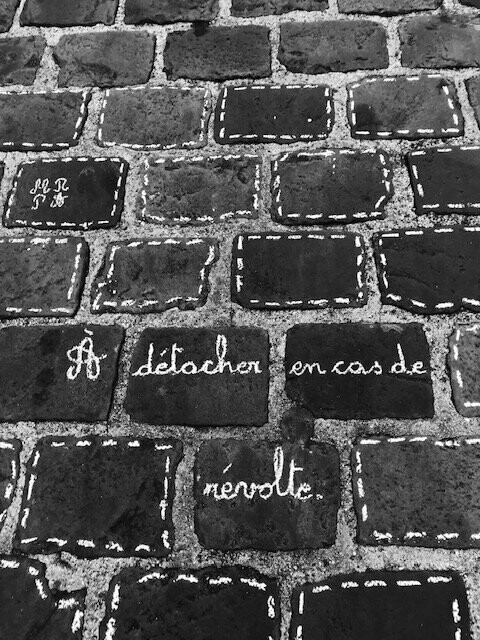 À détacher en cas de
révolte.